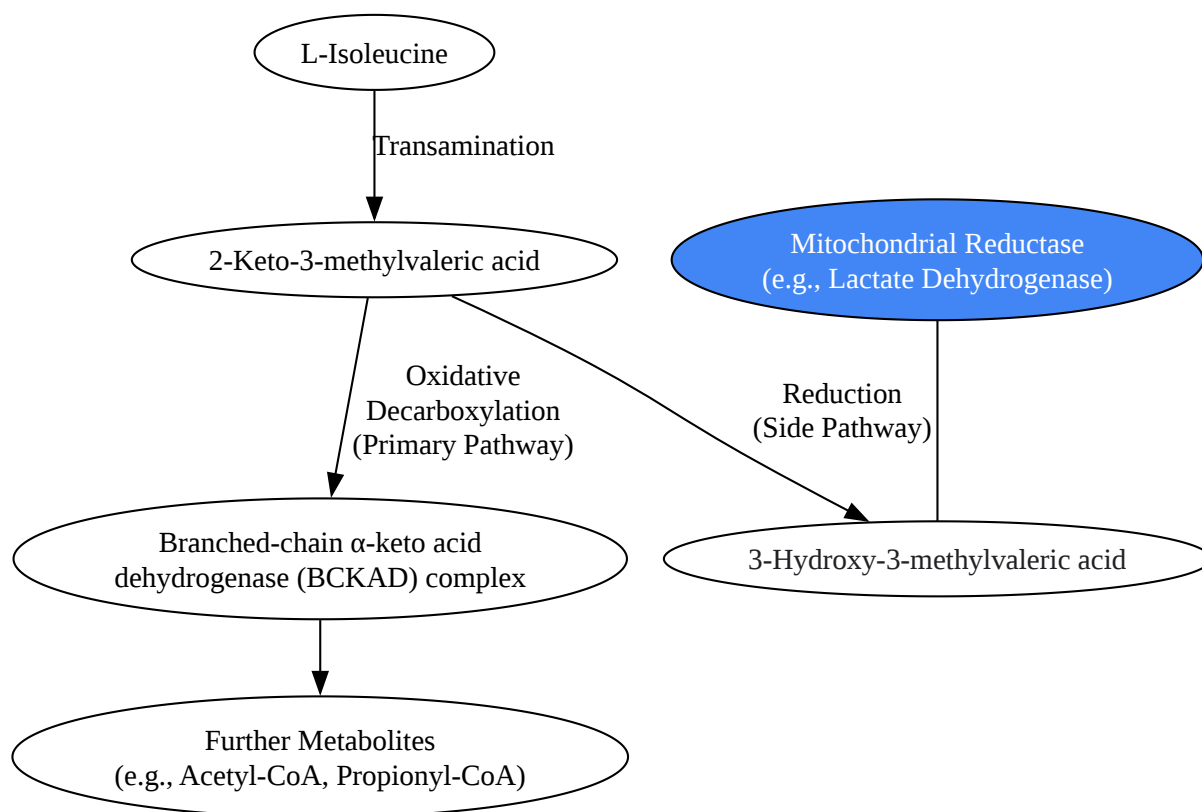 L-Isoleucine
Transamination
2-Keto-3-methylvaleric acid
Mitochondrial Reductase
(e.g., Lactate Dehydrogenase)
Oxidative
Decarboxylation
(Primary Pathway)
Reduction
(Side Pathway)
Branched-chain α-keto acid
dehydrogenase (BCKAD) complex
3-Hydroxy-3-methylvaleric acid
Further Metabolites
(e.g., Acetyl-CoA, Propionyl-CoA)